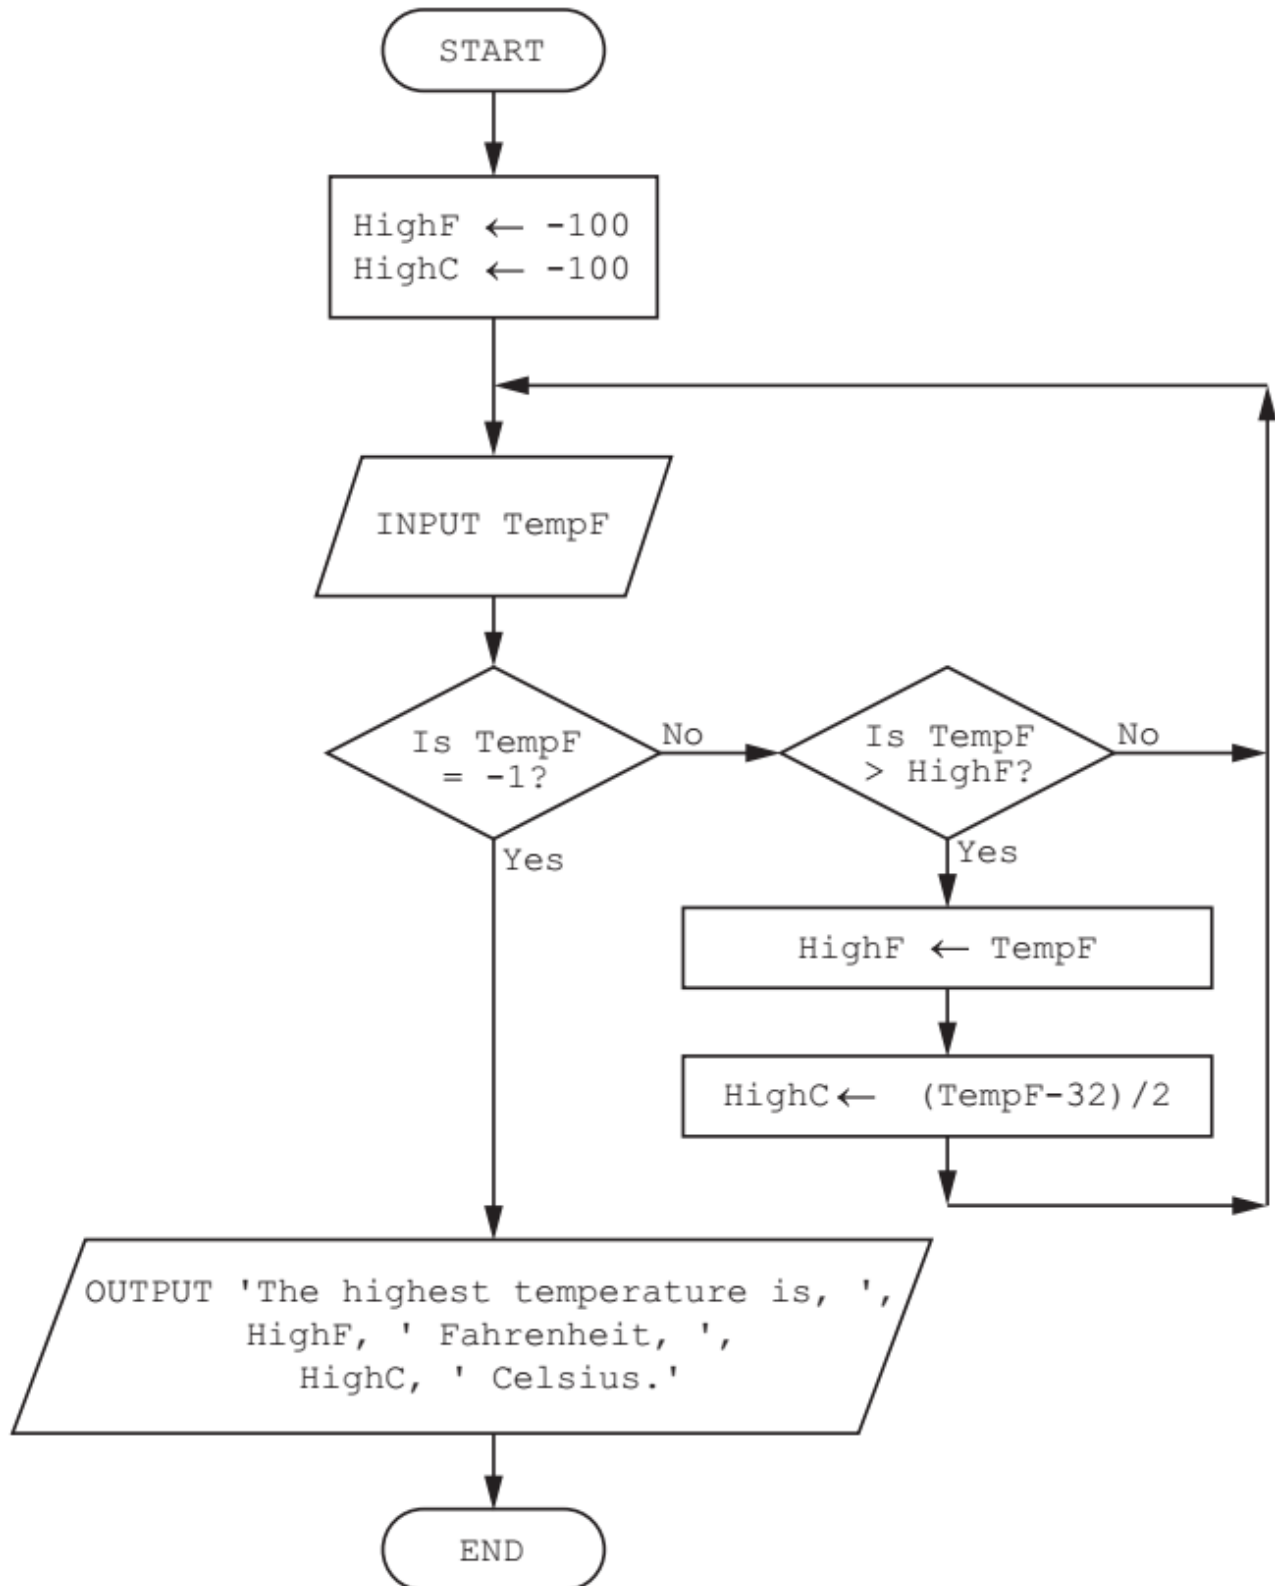 START
HighF ← -100
HighC ← -100
INPUT TempF
Is TempF
= -1?
No
Is TempF
> HighF?
No
Yes
Yes
HighF ← TempF
HighC← (TempF-32)/2
OUTPUT 'The highest temperature is, ',
HighF, ' Fahrenheit, ',
HighC, ' Celsius.'
END